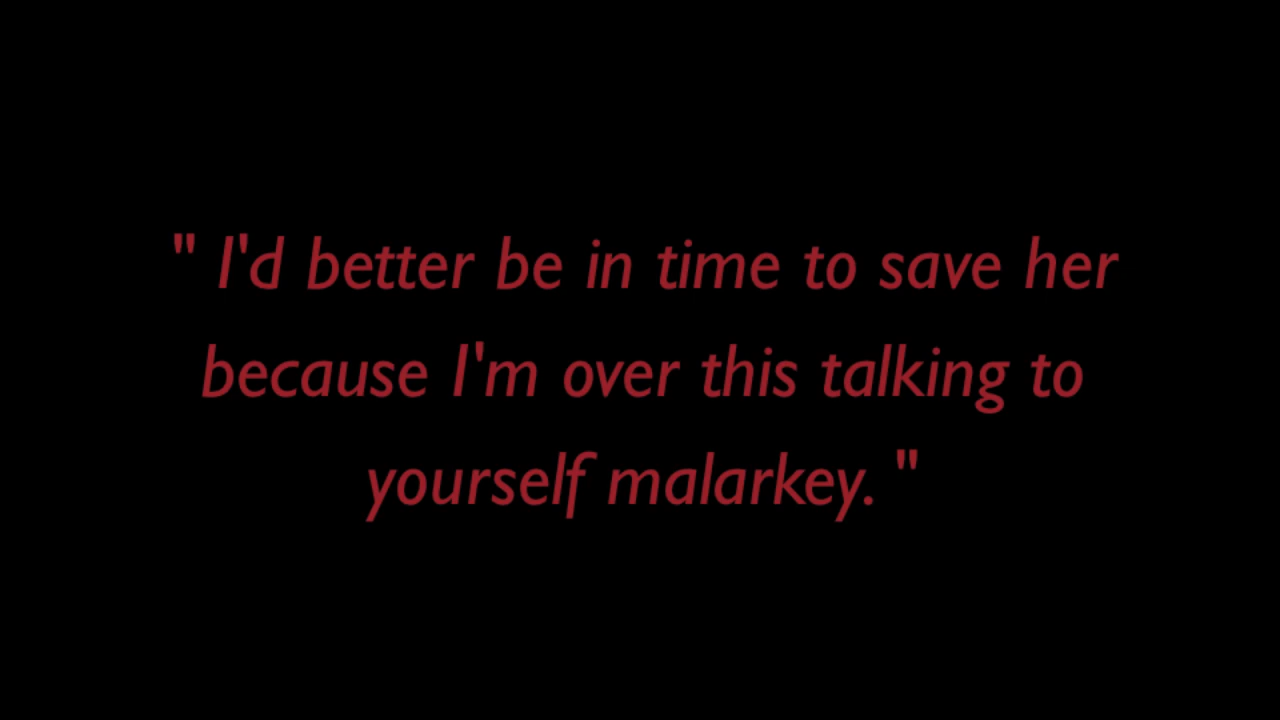 " I'd better be in time to save her
because I'm over this talking to
yourself malarkey. "